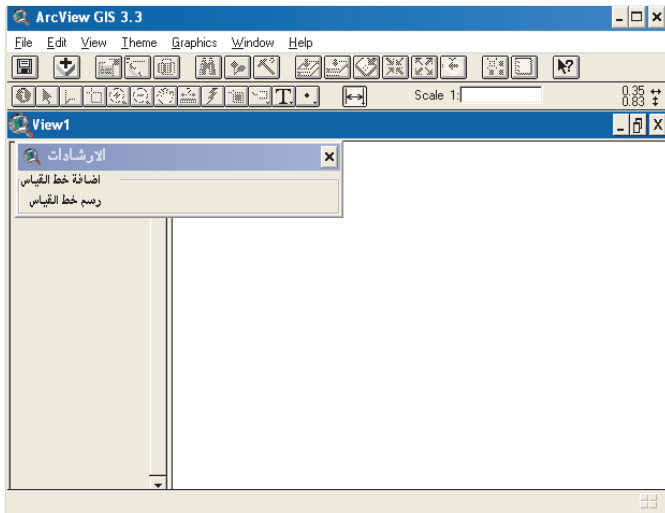 ArcView GIS 3.3
File Edit View Theme Graphics Window Help
Scale 1:
0.35
0.83
View1
الارشادات
اضافة خط القياس
رسم خط القياس